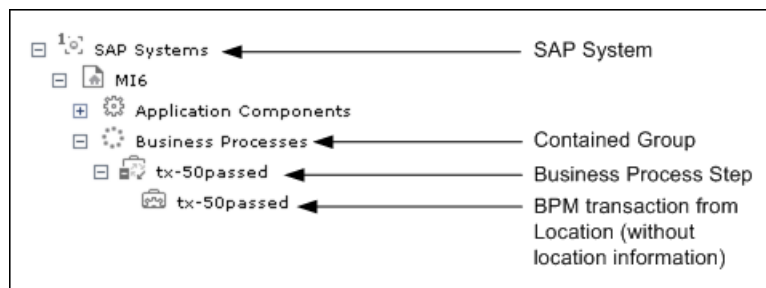 1 SAP Systems SAP System
MI6
Application Components
Business Processes Contained Group
tx-50passed Business Process Step
tx-50passed BPM transaction from
Location (without
location information)